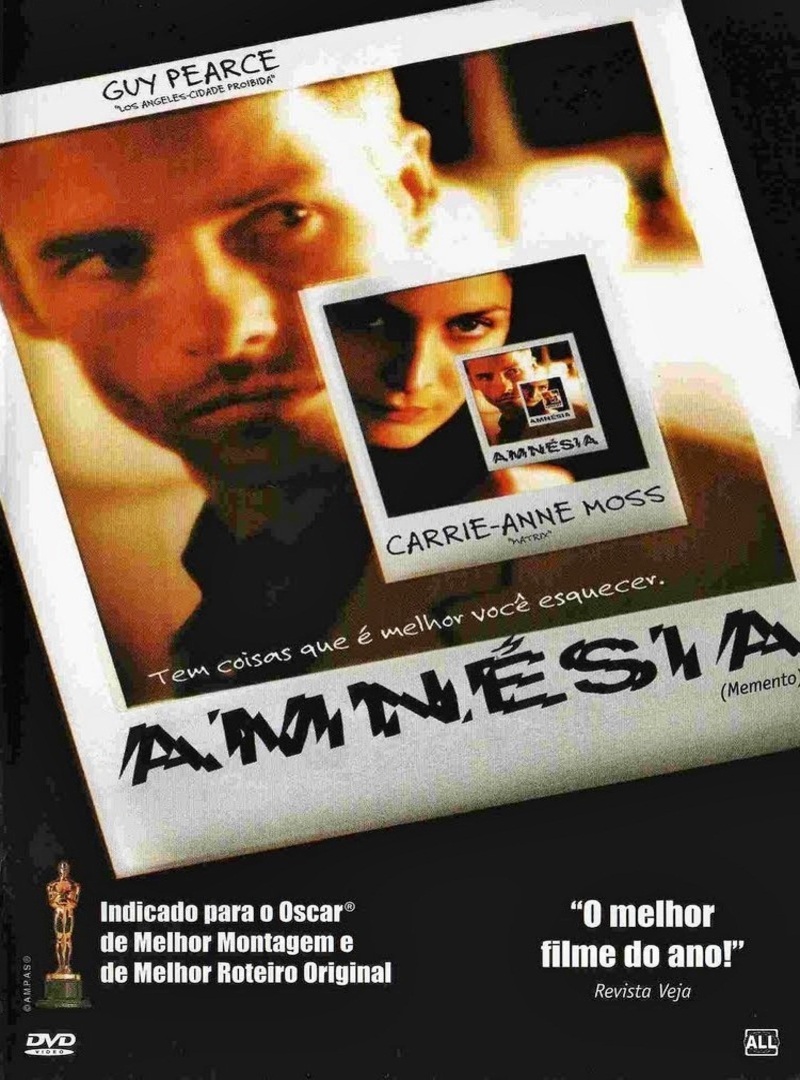 GUY PEARCE
"LOS ANGELES-CIDADE PROIBIDA"
AMNÉSIA
AMNÉSIA
CARRIE-ANNE MOSS
"MATRIX"
Tem coisas que é melhor você esquecer.
AMNÉSIA
(Memento)
Indicado para o Oscar®
de Melhor Montagem e
de Melhor Roteiro Original
"O melhor
filme do ano!"
Revista Veja
©AMPAS®
DVD
VIDEO
ALL